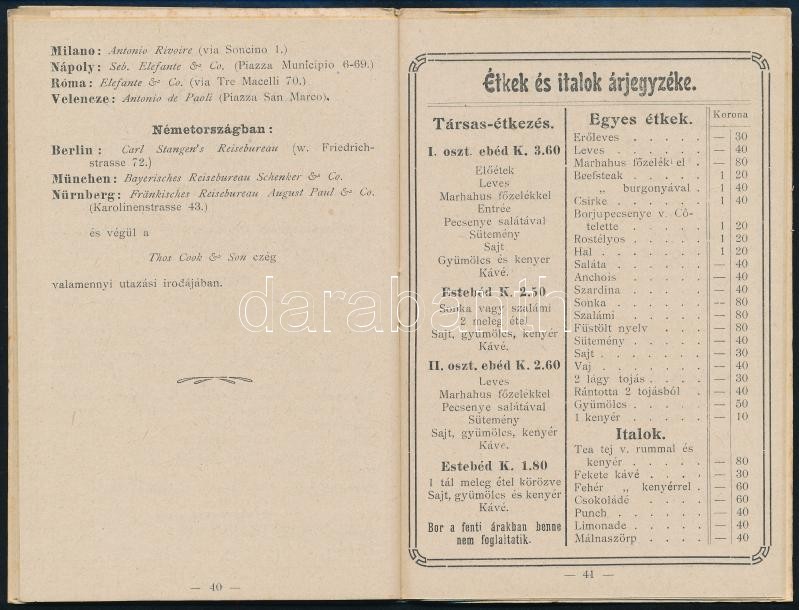 Milano: Antonio Rivoire (via Soncino 1.)
Nápoly: Seb. Elefante & Co. (Piazza Municipio 6-69.)
Róma: Elefante & Co. (via Tre Macelli 70.)
Velencze: Antonio de Paoli (Piazza San Marco).
Németországban:
Berlin: Carl Stangen's Reisebureau (w. Friedrich-
strasse 72.)
München: Bayerisches Reisebureau Schenker & Co.
Nürnberg: Fränkisches Reisebureau August Paul & Co.
(Karolinenstrasse 43.)
és végül a
Thos Cook & Son czég
valamennyi utazási irodájában.
— 40 —
Étkek és italok árjegyzéke.
Társas-étkezés.
I. oszt. ebéd K. 3.60
Előétek
Leves
Marhahus főzelékkel
Entrée
Pecsenye salátával
Sütemény
Sajt
Gyümölcs és kenyer
Kávé.
Estebéd K. 2.50
Sonka vagy szalámi
2 meleg étel
Sajt, gyümölcs, kenyér
Kávé.
II. oszt. ebéd K. 2.60
Leves
Marhahus főzelékkel
Pecsenye salátával
Sütemény
Sajt, gyümölcs, kenyér
Kávé.
Estebéd K. 1.80
1 tál meleg étel körözve
Sajt, gyümölcs és kenyér
Kávé.
Bor a fenti árakban benne
nem foglaltatik.
Egyes étkek. Korona
Erőleves . . . . . — 30
Leves . . . . . — 40
Marhahus főzelékkel — 80
Beefsteak . . . . . 1 20
„ burgonyával . 1 40
Csirke . . . . . 1 40
Borjupecsenye v. Cô-
telette . . . . . 1 20
Rostélyos . . . . . 1 20
Hal . . . . . 1 20
Saláta . . . . . — 40
Anchois . . . . . — 40
Szardina . . . . . — 40
Sonka . . . . . — 80
Szalámi . . . . . — 80
Füstölt nyelv . . . . — 80
Sütemény . . . . . — 40
Sajt . . . . . — 30
Vaj . . . . . — 40
2 lágy tojás . . . . — 30
Rántotta 2 tojásból . — 40
Gyümölcs . . . . . — 50
1 kenyér . . . . . — 10
Italok.
Tea tej v. rummal és
kenyér . . . . . — 80
Fekete kávé . . . . — 30
Fehér „ kenyérrel . — 60
Csokoládé . . . . . — 60
Punch . . . . . — 40
Limonade . . . . . — 40
Málnaszörp . . . . — 40
— 41 —
darabanth